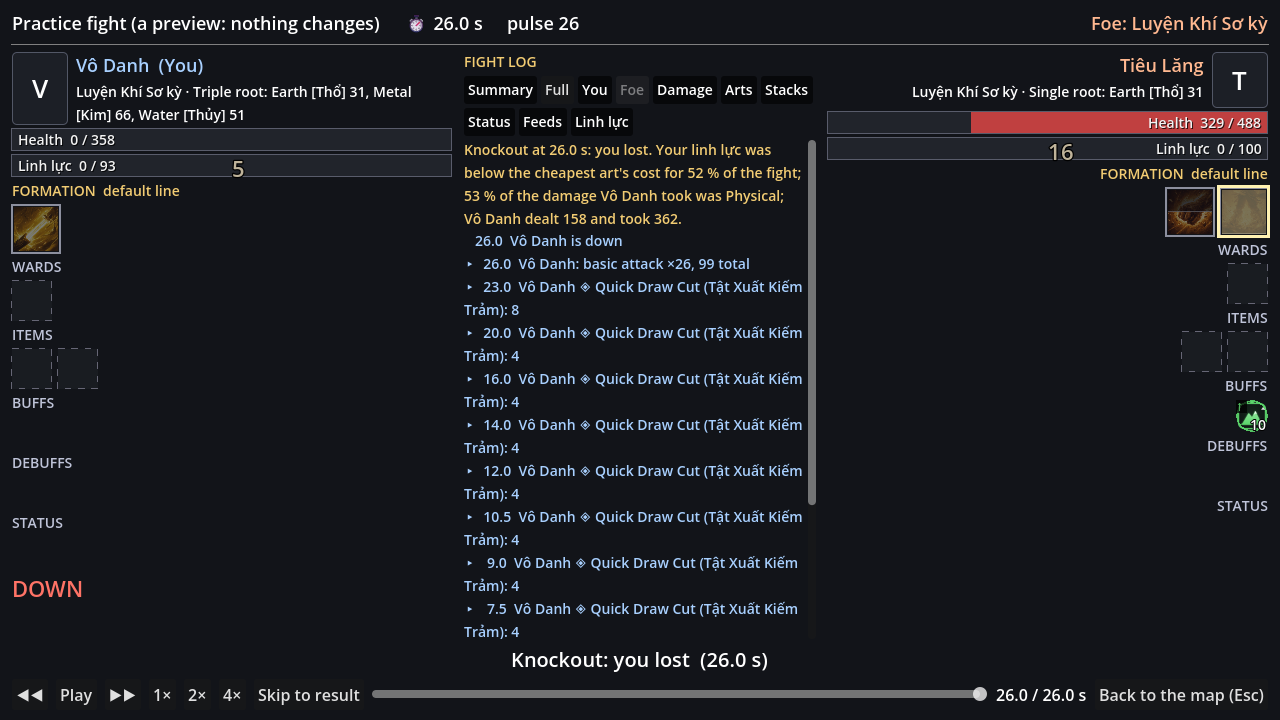 Practice fight (a preview: nothing changes) 26.0 s pulse 26
Foe: Luyện Khí Sơ kỳ
V
Vô Danh (You)
Luyện Khí Sơ kỳ · Triple root: Earth [Thổ] 31, Metal
[Kim] 66, Water [Thủy] 51
Health 0 / 358
Linh lực 0 / 93
5
FORMATION default line
WARDS
ITEMS
BUFFS
DEBUFFS
STATUS
DOWN
FIGHT LOG
Summary Full You Foe Damage Arts Stacks
Status Feeds Linh lực
Knockout at 26.0 s: you lost. Your linh lực was
below the cheapest art's cost for 52 % of the fight;
53 % of the damage Vô Danh took was Physical;
Vô Danh dealt 158 and took 362.
26.0 Vô Danh is down
▸ 26.0 Vô Danh: basic attack ×26, 99 total
▸ 23.0 Vô Danh ◈ Quick Draw Cut (Tật Xuất Kiếm
Trảm): 8
▸ 20.0 Vô Danh ◈ Quick Draw Cut (Tật Xuất Kiếm
Trảm): 4
▸ 16.0 Vô Danh ◈ Quick Draw Cut (Tật Xuất Kiếm
Trảm): 4
▸ 14.0 Vô Danh ◈ Quick Draw Cut (Tật Xuất Kiếm
Trảm): 4
▸ 12.0 Vô Danh ◈ Quick Draw Cut (Tật Xuất Kiếm
Trảm): 4
▸ 10.5 Vô Danh ◈ Quick Draw Cut (Tật Xuất Kiếm
Trảm): 4
▸ 9.0 Vô Danh ◈ Quick Draw Cut (Tật Xuất Kiếm
Trảm): 4
▸ 7.5 Vô Danh ◈ Quick Draw Cut (Tật Xuất Kiếm
Trảm): 4
Tiêu Lăng
T
Luyện Khí Sơ kỳ · Single root: Earth [Thổ] 31
Health 329 / 488
16
Linh lực 0 / 100
FORMATION default line
WARDS
ITEMS
BUFFS
10
DEBUFFS
STATUS
Knockout: you lost (26.0 s)
◀◀ Play ▶▶ 1× 2× 4× Skip to result 26.0 / 26.0 s Back to the map (Esc)